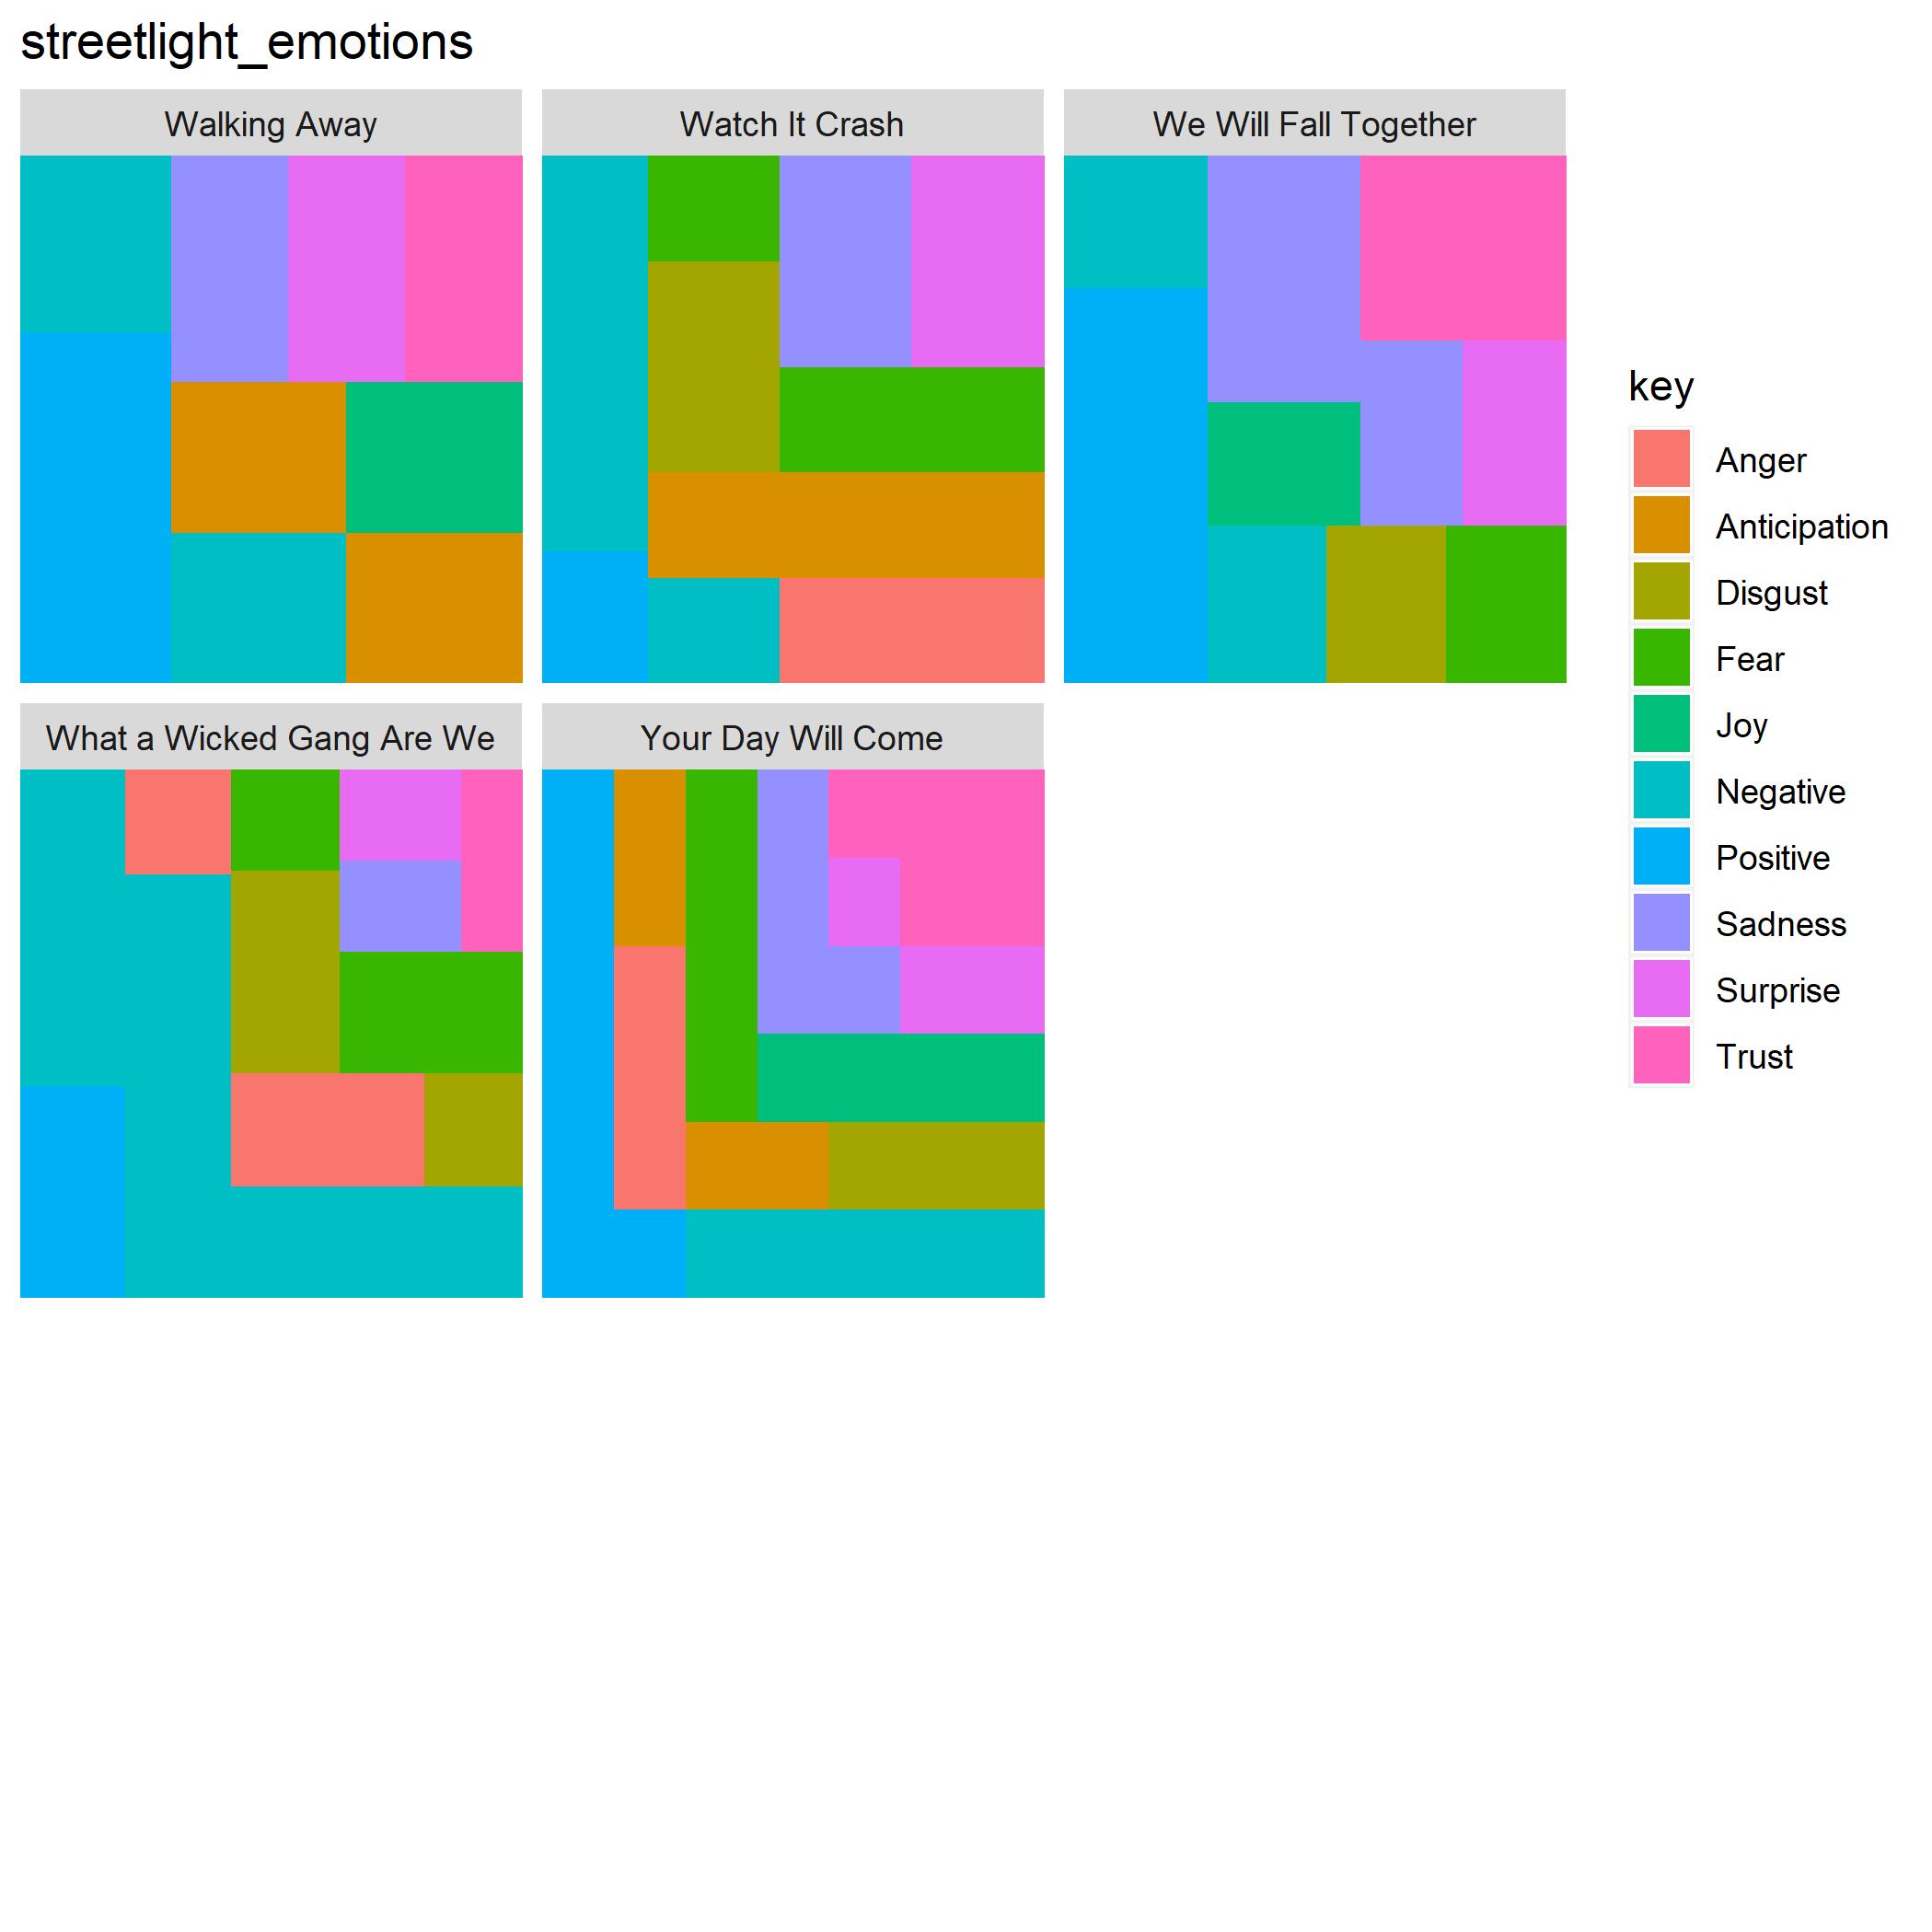 streetlight_emotions
Walking Away
Watch It Crash
We Will Fall Together
What a Wicked Gang Are We
Your Day Will Come
key
Anger
Anticipation
Disgust
Fear
Joy
Negative
Positive
Sadness
Surprise
Trust